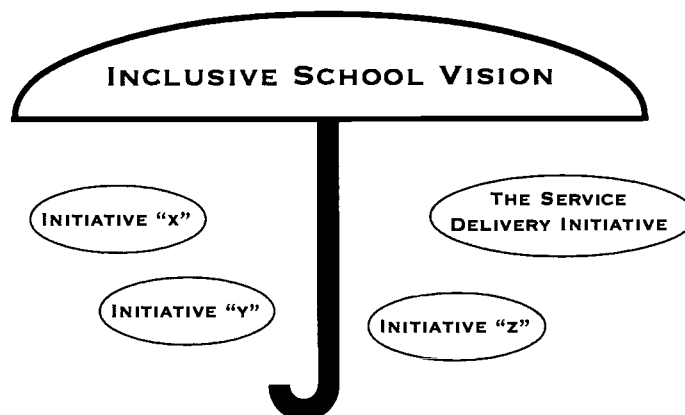 INCLUSIVE SCHOOL VISION
INITIATIVE “X”
THE SERVICE
DELIVERY INITIATIVE
INITIATIVE “Y”
INITIATIVE “Z”